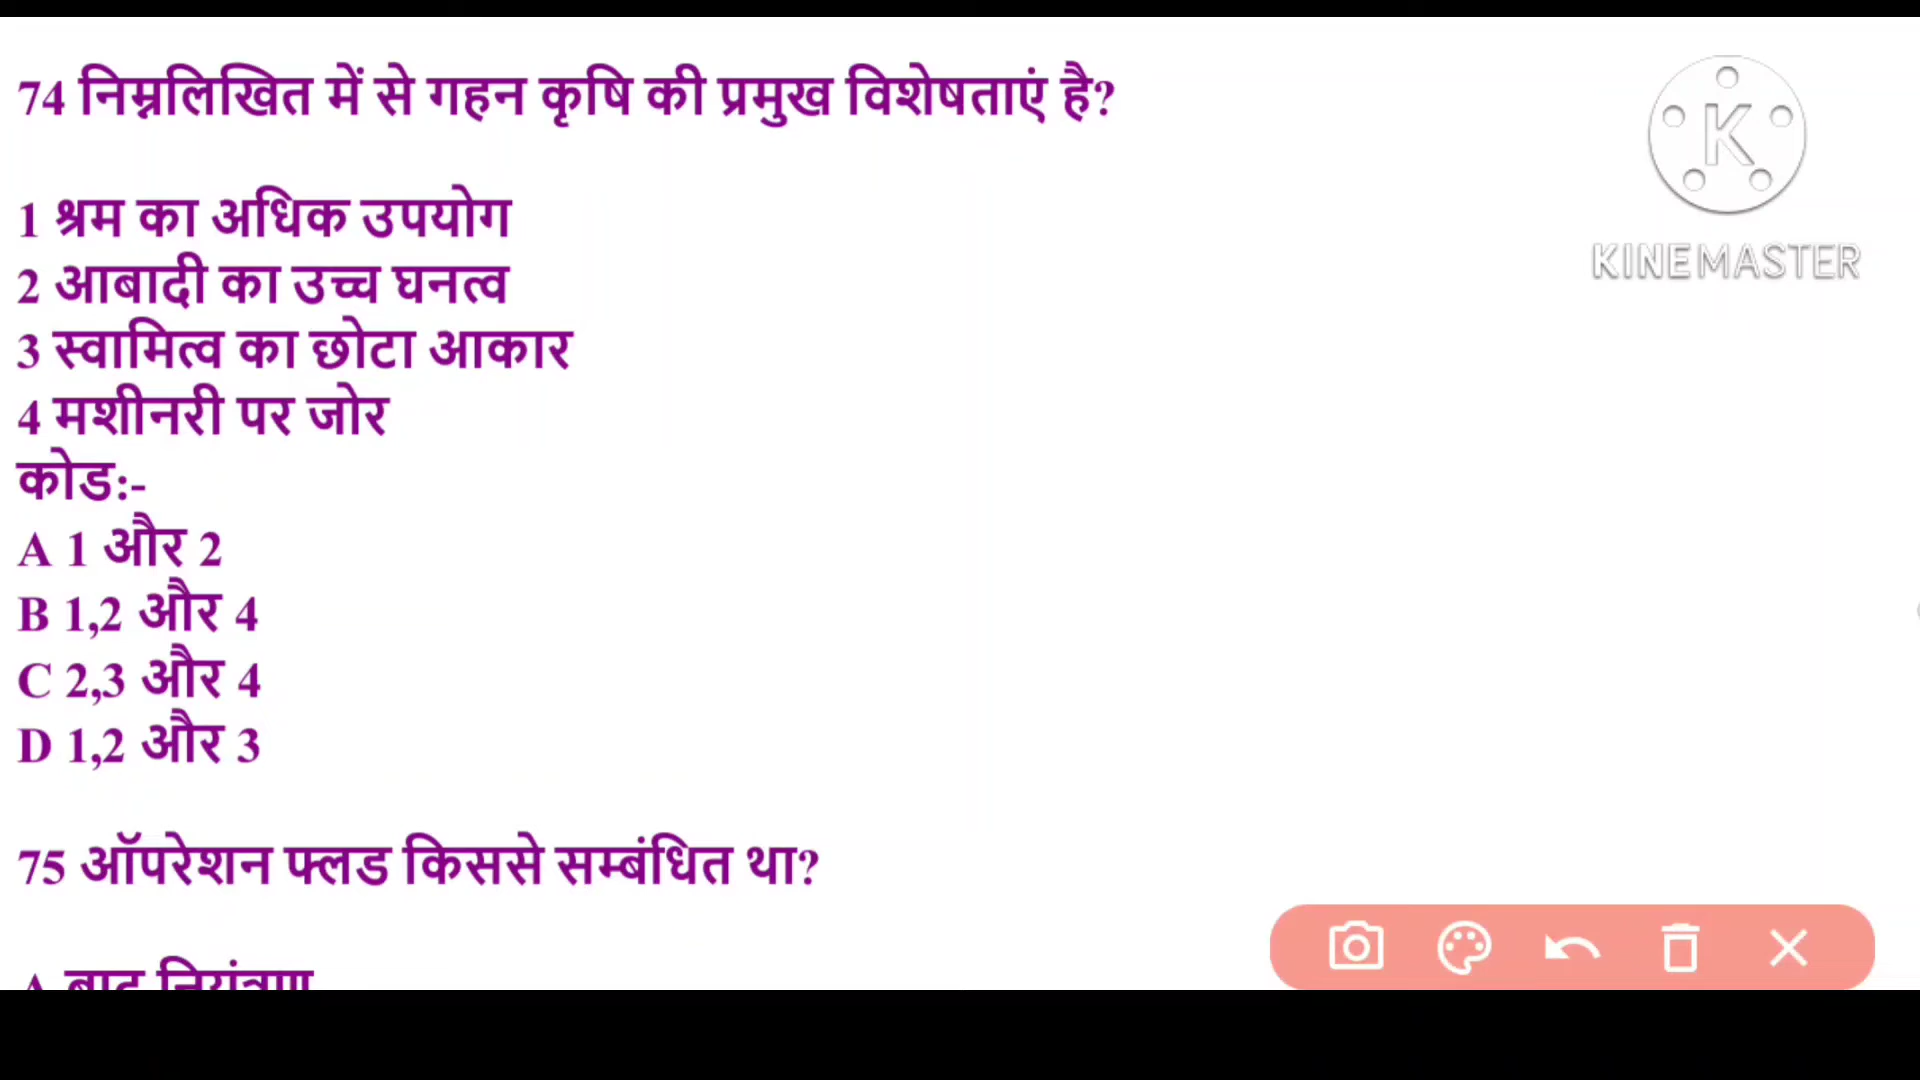 74 निम्नलिखित में से गहन कृषि की प्रमुख विशेषताएं है?
1 श्रम का अधिक उपयोग
2 आबादी का उच्च घनत्व
3 स्वामित्व का छोटा आकार
4 मशीनरी पर जोर
कोडः-
A 1 और 2
B 1,2 और 4
C 2,3 और 4
D 1,2 और 3
75 ऑपरेशन फ्लड किससे सम्बंधित था?
A बाढ़ नियंत्रण
K
KINEMASTER